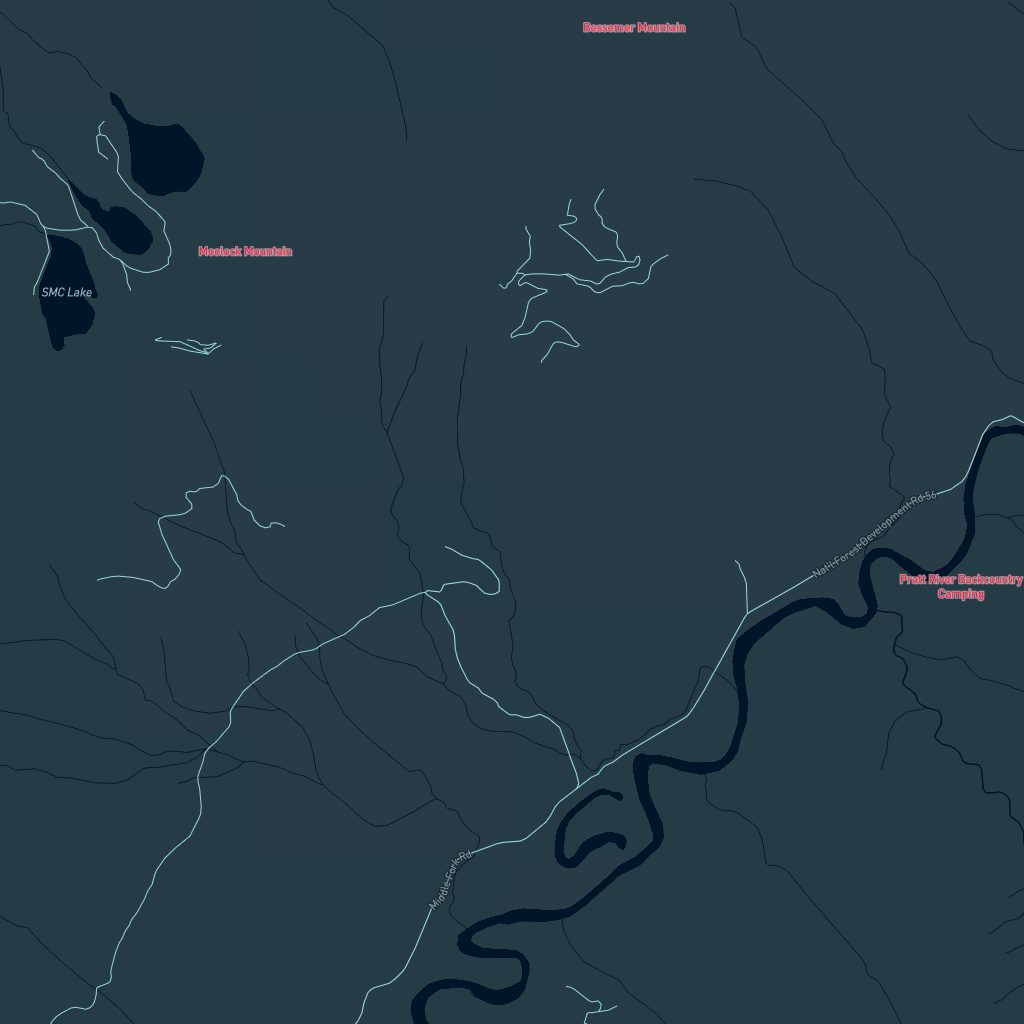 Bessemer Mountain
Moolock Mountain
SMC Lake
Nat'l Forest Development Rd 56
Pratt River Backcountry
Camping
Middle Fork Rd